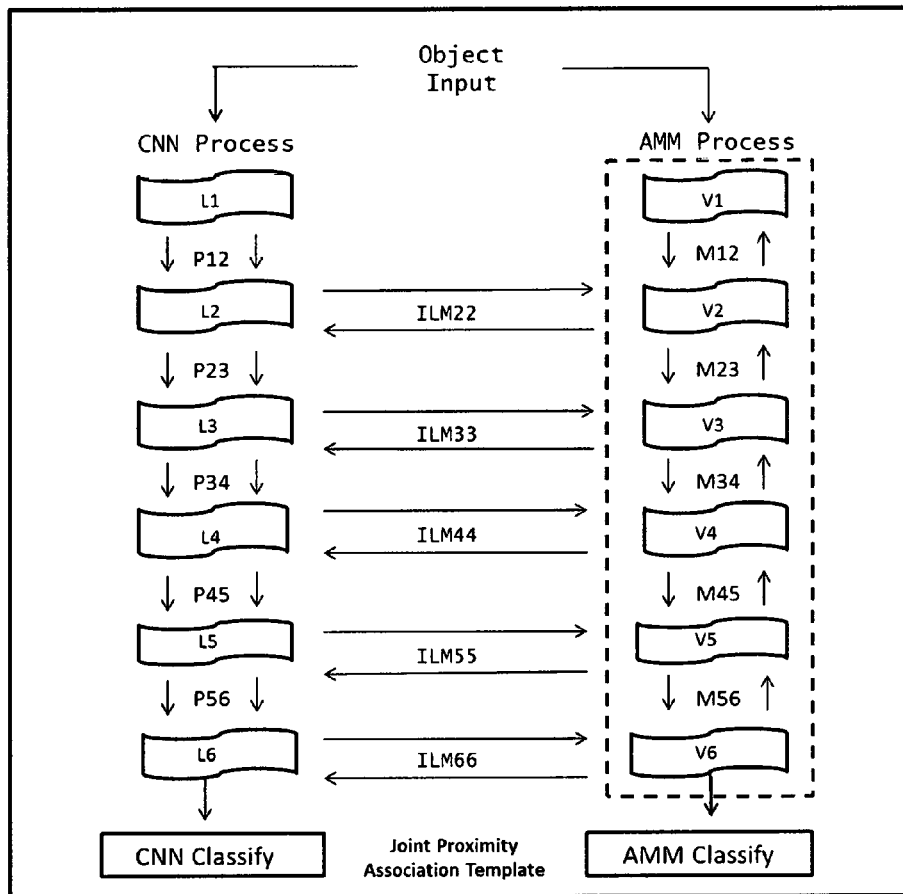 Object
Input
CNN Process
AMM Process
L1
V1
P12
M12
L2
ILM22
V2
P23
M23
L3
ILM33
V3
P34
M34
L4
ILM44
V4
P45
M45
L5
ILM55
V5
P56
M56
L6
ILM66
V6
CNN Classify
Joint Proximity
Association Template
AMM Classify